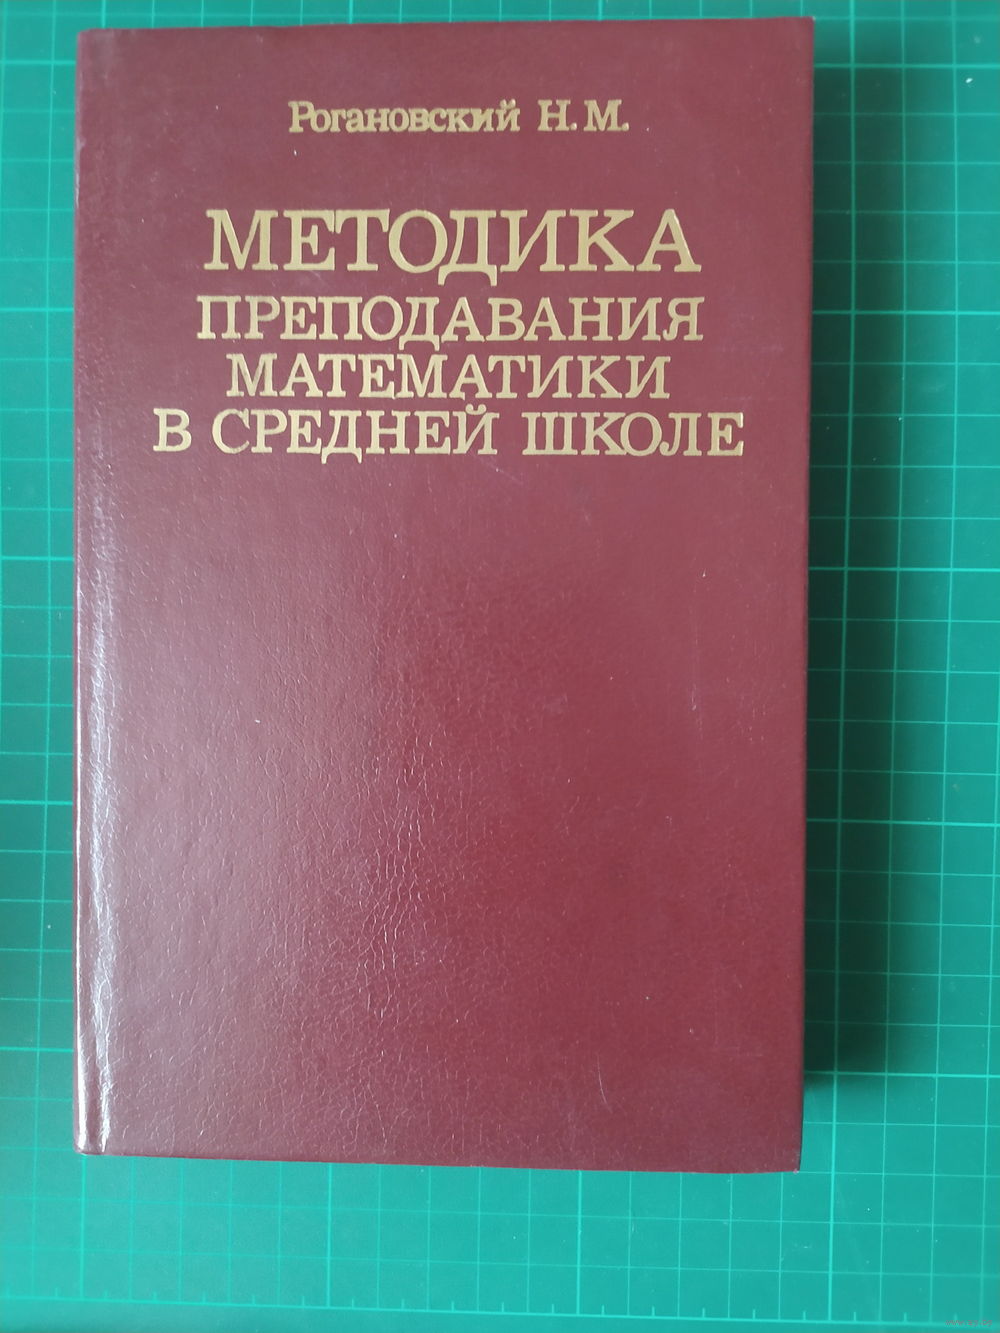 Рогановский Н. М.
МЕТОДИКА
ПРЕПОДАВАНИЯ
МАТЕМАТИКИ
В СРЕДНЕЙ ШКОЛЕ